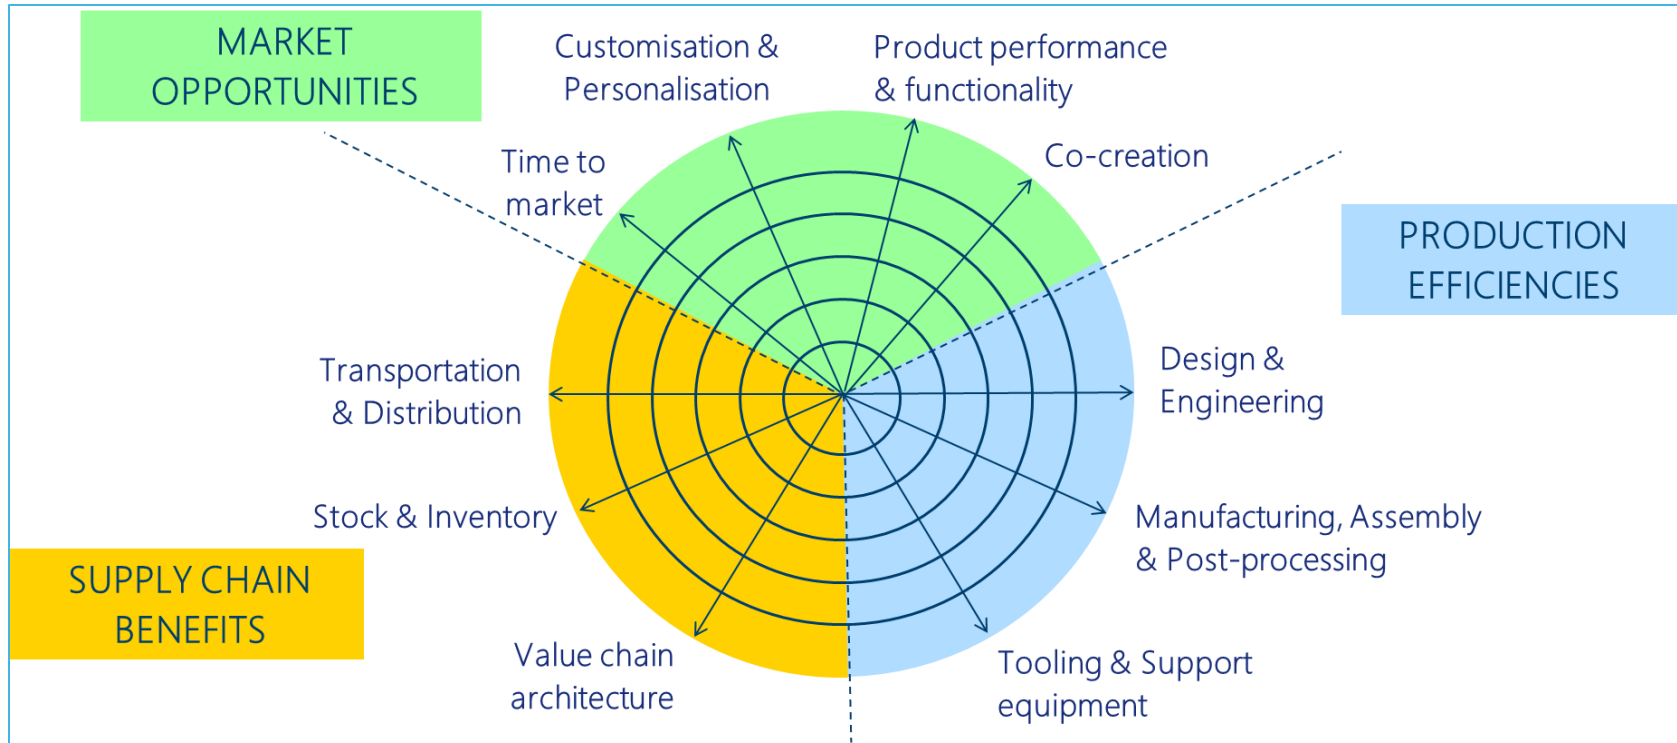 MARKET
OPPORTUNITIES
Customisation &
Personalisation
Product performance
& functionality
Time to
market
Co-creation
PRODUCTION
EFFICIENCIES
Transportation
& Distribution
Design &
Engineering
Stock & Inventory
Manufacturing, Assembly
& Post-processing
SUPPLY CHAIN
BENEFITS
Value chain
architecture
Tooling & Support
equipment